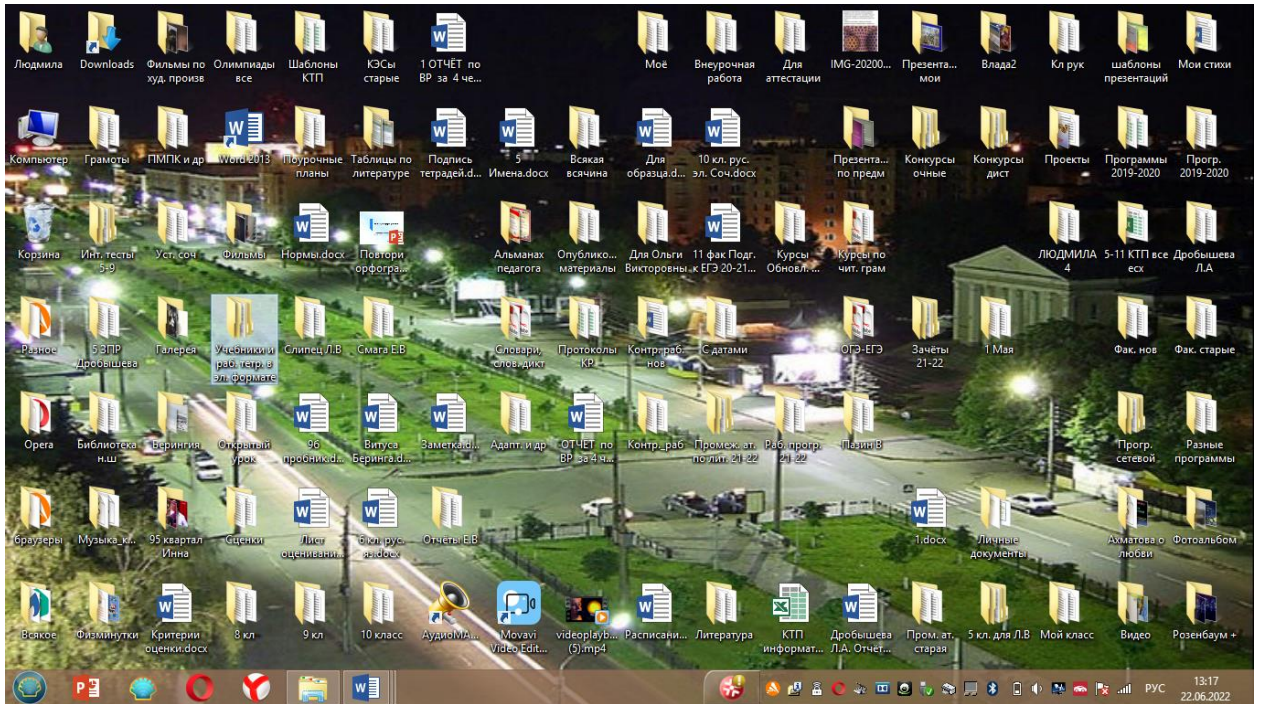 Людмила
Downloads
Фильмы по
худ. произв
Олимпиады
все
Шаблоны
КТП
КЭСы
старые
1 ОТЧЁТ по
ВР за 4 че...
Моё
Внеурочная
работа
Для
аттестации
IMG-20200...
Презента...
мои
Влада2
Кл рук
шаблоны
презентаций
Мои стихи
Компьютер
Грамоты
ПМПК и др
Word 2013
Поурочные
планы
Таблицы по
литературе
Подпись
тетрадей.d...
5
Имена.docx
Всякая
всячина
Для
образца.d...
10 кл. рус.
эл. Соч.docx
Презента...
по предм
Конкурсы
очные
Конкурсы
дист
Проекты
Программы
2019-2020
Прогр.
2019-2020
Корзина
Инт. тесты
5-9
Уст. соч
Фильмы
Нормы.docx
Повтори
орфогра...
Альманах
педагога
Опублико...
материалы
Для Ольги
Викторовны
11 фак Подг.
к ЕГЭ 20-21...
Курсы
Обновл. ...
Курсы по
чит. грам
ЛЮДМИЛА
4
5-11 КТП все
есх
Дробышева
Л.А
Разное
5 ЗПР
Дробышева
Галерея
Учебники и
раб. тетр. в
эл. формате
Слипец Л.В
Смага Е.В
Словари,
слов.дикт
Протоколы
КР
Контр. раб.
нов
С датами
ОГЭ-ЕГЭ
Зачёты
21-22
1 Мая
Фак. нов
Фак. старые
Opera
Библиотека
н.ш
Верингия
Открытый
урок
96
пробник.d...
Витуса
Беринга.d...
Заметка.d...
Адапт. и др
ОТЧЁТ по
ВР за 4 ч...
Контр_раб
Промеж. ат.
по лит. 21-22
Раб. прогр.
21-22
Пазин В
Прогр.
сетевой
Разные
программы
браузеры
Музыка_к...
95 квартал
Инна
Сценки
Лист
оценивани...
6 кл. рус.
яз.docx
Отчёты Е.В
1.docx
Личные
документы
Ахматова о
любви
Фотоальбом
Всякое
Физминутки
Критерии
оценки.docx
8 кл
9 кл
10 класс
АудиоМА...
Movavi
Video Edit...
videoplayb...
(5).mp4
Расписани...
Литература
КТП
информат...
Дробышева
Л.А. Отчет...
Пром. ат.
старая
5 кл. для Л.В
Мой класс
Видео
Розенбаум +
РУС
13:17
22.06.2022